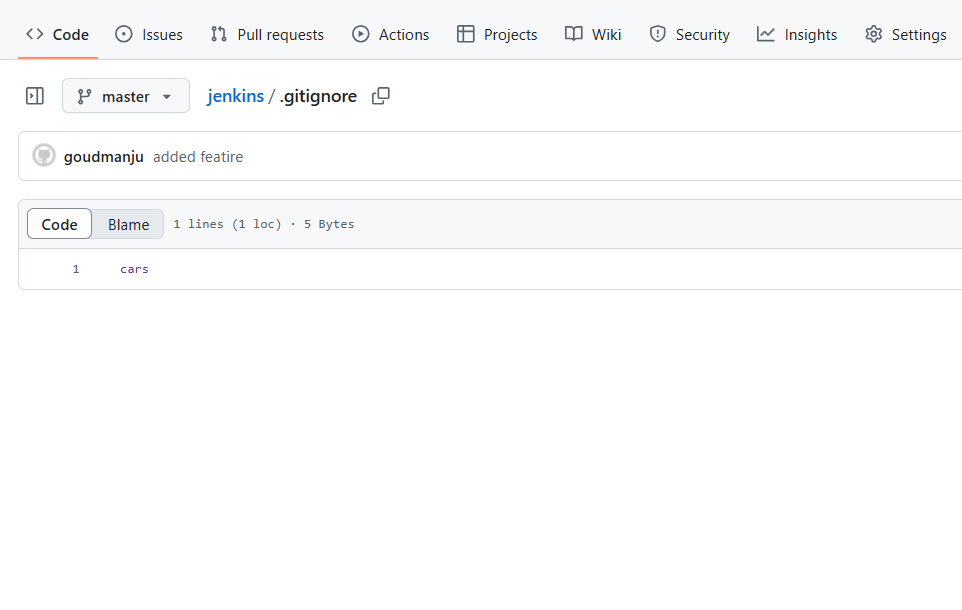 Code Issues Pull requests Actions Projects Wiki Security Insights Settings
master jenkins / .gitignore
goudmanju added featire
Code Blame 1 lines (1 loc) · 5 Bytes
1 cars